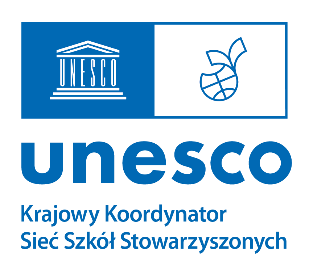 UNESCO
unesco
Krajowy Koordynator
Sieć Szkół Stowarzyszonych